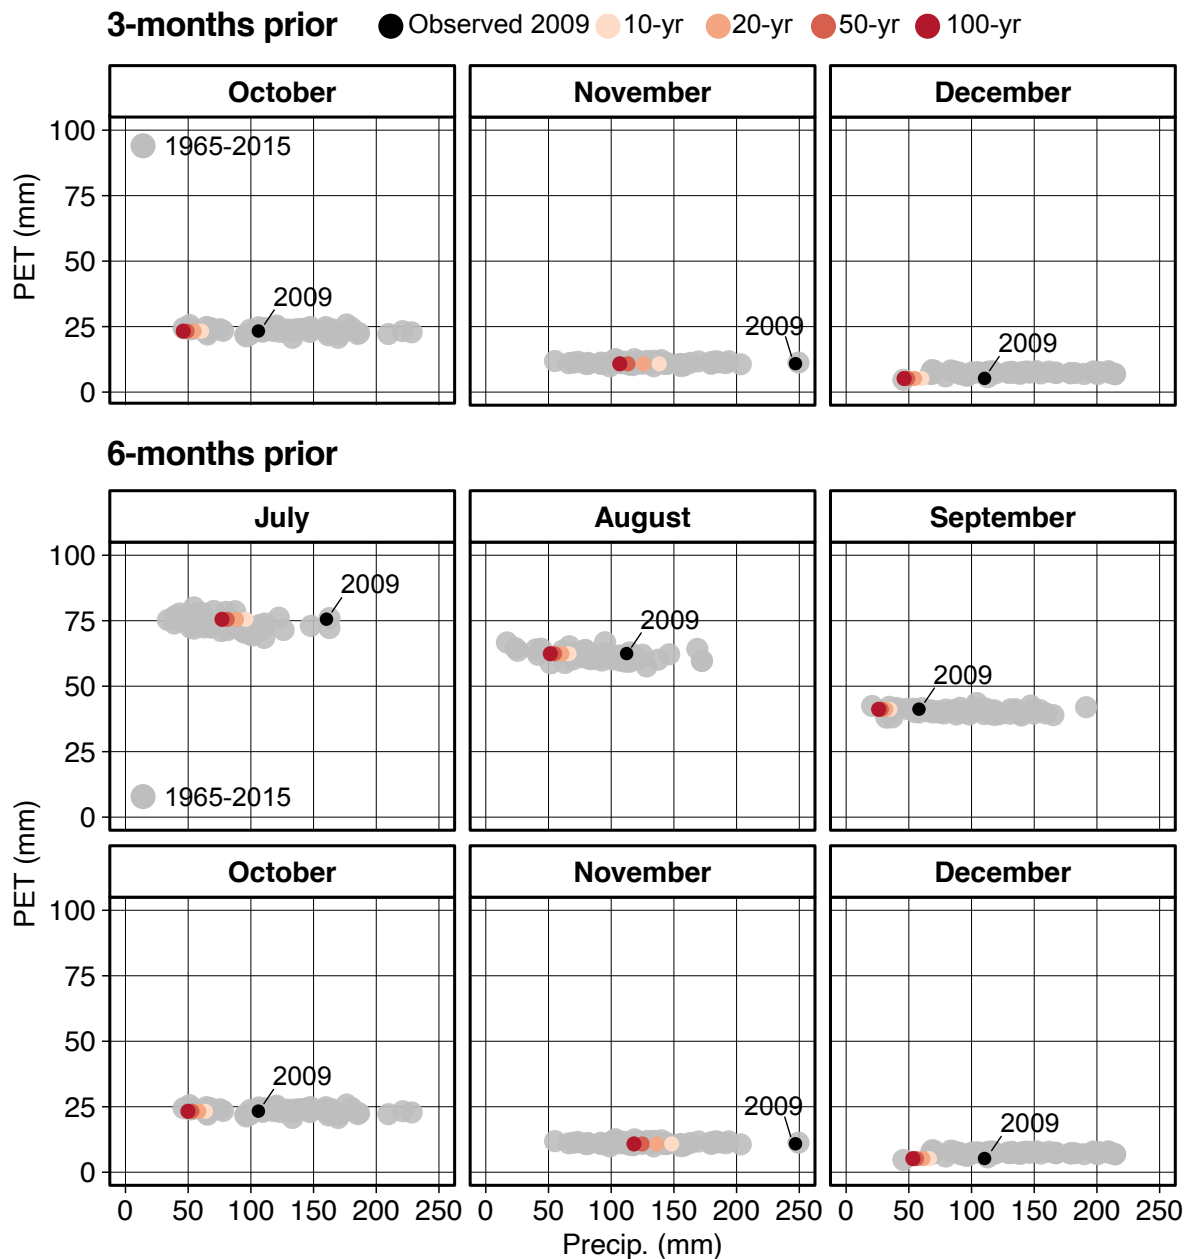 3-months prior Observed 2009 10-yr 20-yr 50-yr 100-yr
October November December
100
75
50
25
0
PET (mm)
1965-2015
2009
2009
2009
6-months prior
July August September
100
75
50
25
0
2009
2009
2009
1965-2015
PET (mm)
October November December
100
75
50
25
0
2009
2009
2009
0 50 100 150 200 250 0 50 100 150 200 250 0 50 100 150 200 250
Precip. (mm)